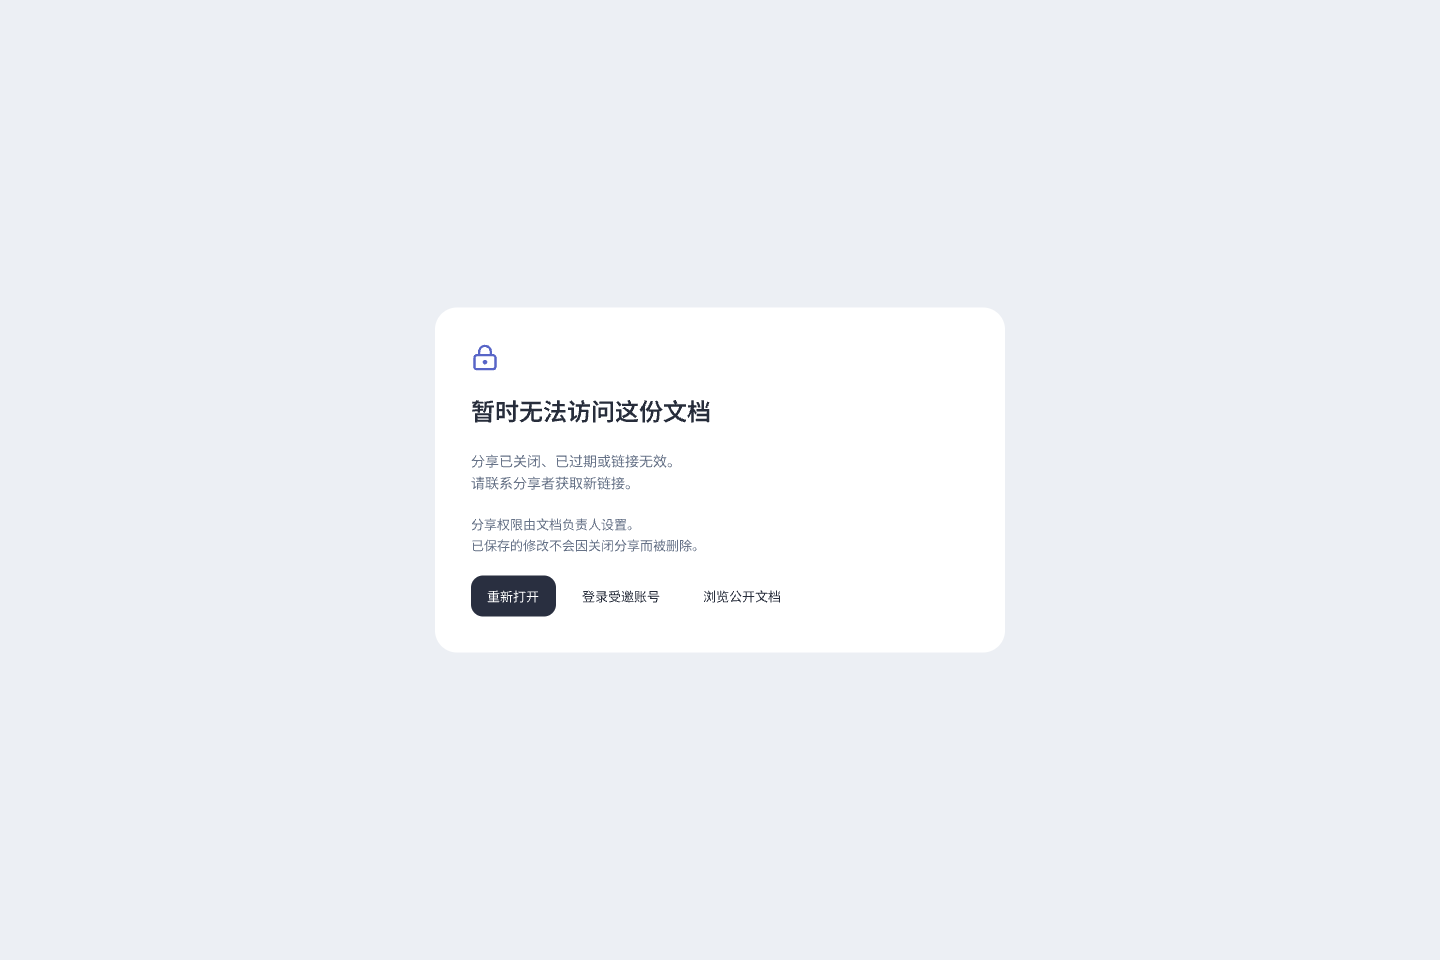 暂时无法访问这份文档
分享已关闭、已过期或链接无效。
请联系分享者获取新链接。
分享权限由文档负责人设置。
已保存的修改不会因关闭分享而被删除。
重新打开
登录受邀账号
浏览公开文档